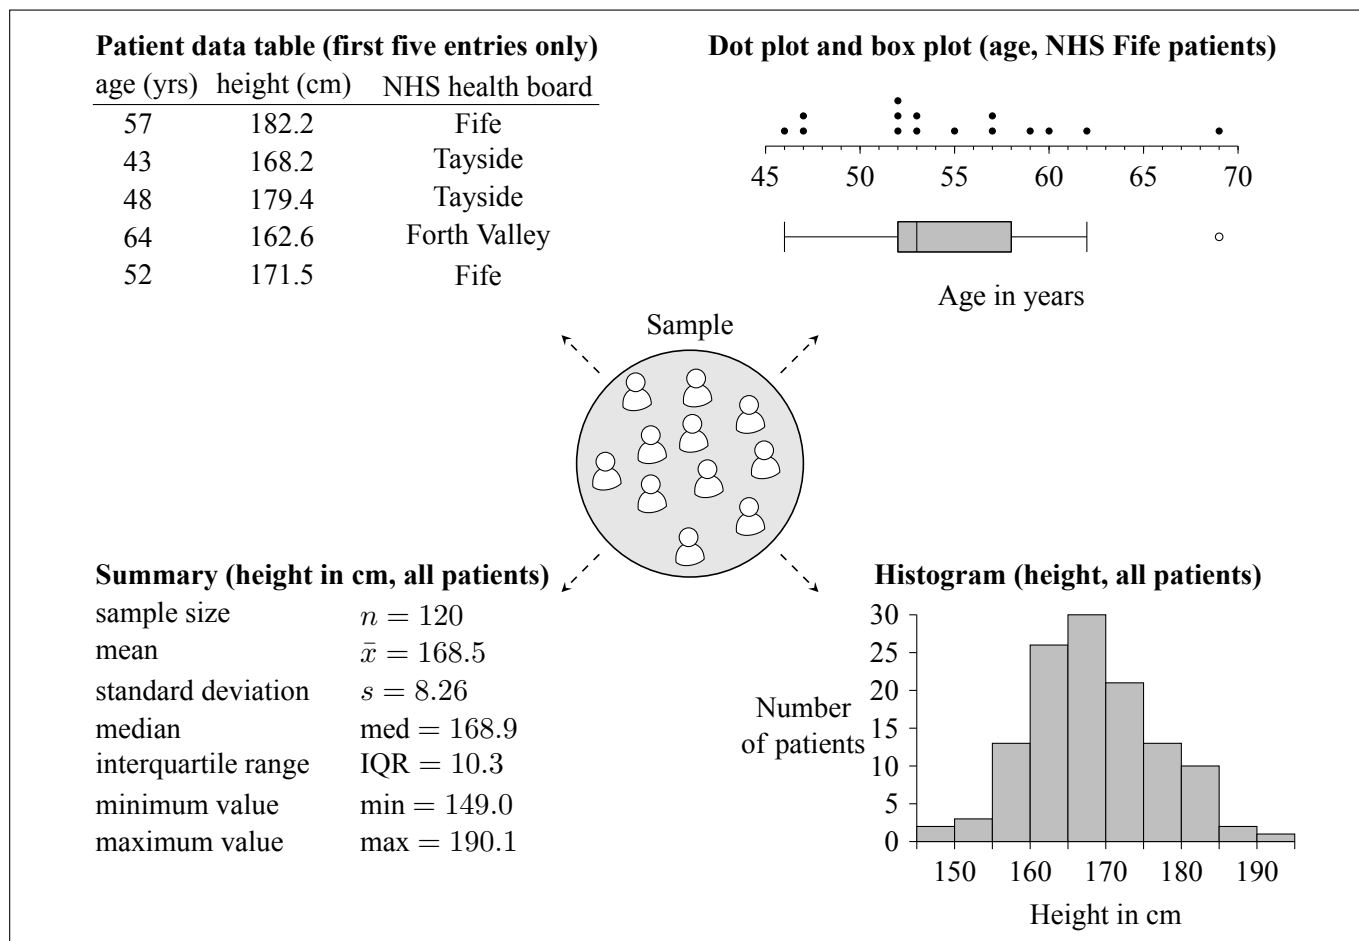 Patient data table (first five entries only)
age (yrs) height (cm) NHS health board
57 182.2 Fife
43 168.2 Tayside
48 179.4 Tayside
64 162.6 Forth Valley
52 171.5 Fife
Dot plot and box plot (age, NHS Fife patients)
45 50 55 60 65 70
Age in years
Sample
Summary (height in cm, all patients)
sample size n = 120
mean x̄ = 168.5
standard deviation s = 8.26
median med = 168.9
interquartile range IQR = 10.3
minimum value min = 149.0
maximum value max = 190.1
Histogram (height, all patients)
Number
of patients
30
25
20
15
10
5
0
150 160 170 180 190
Height in cm